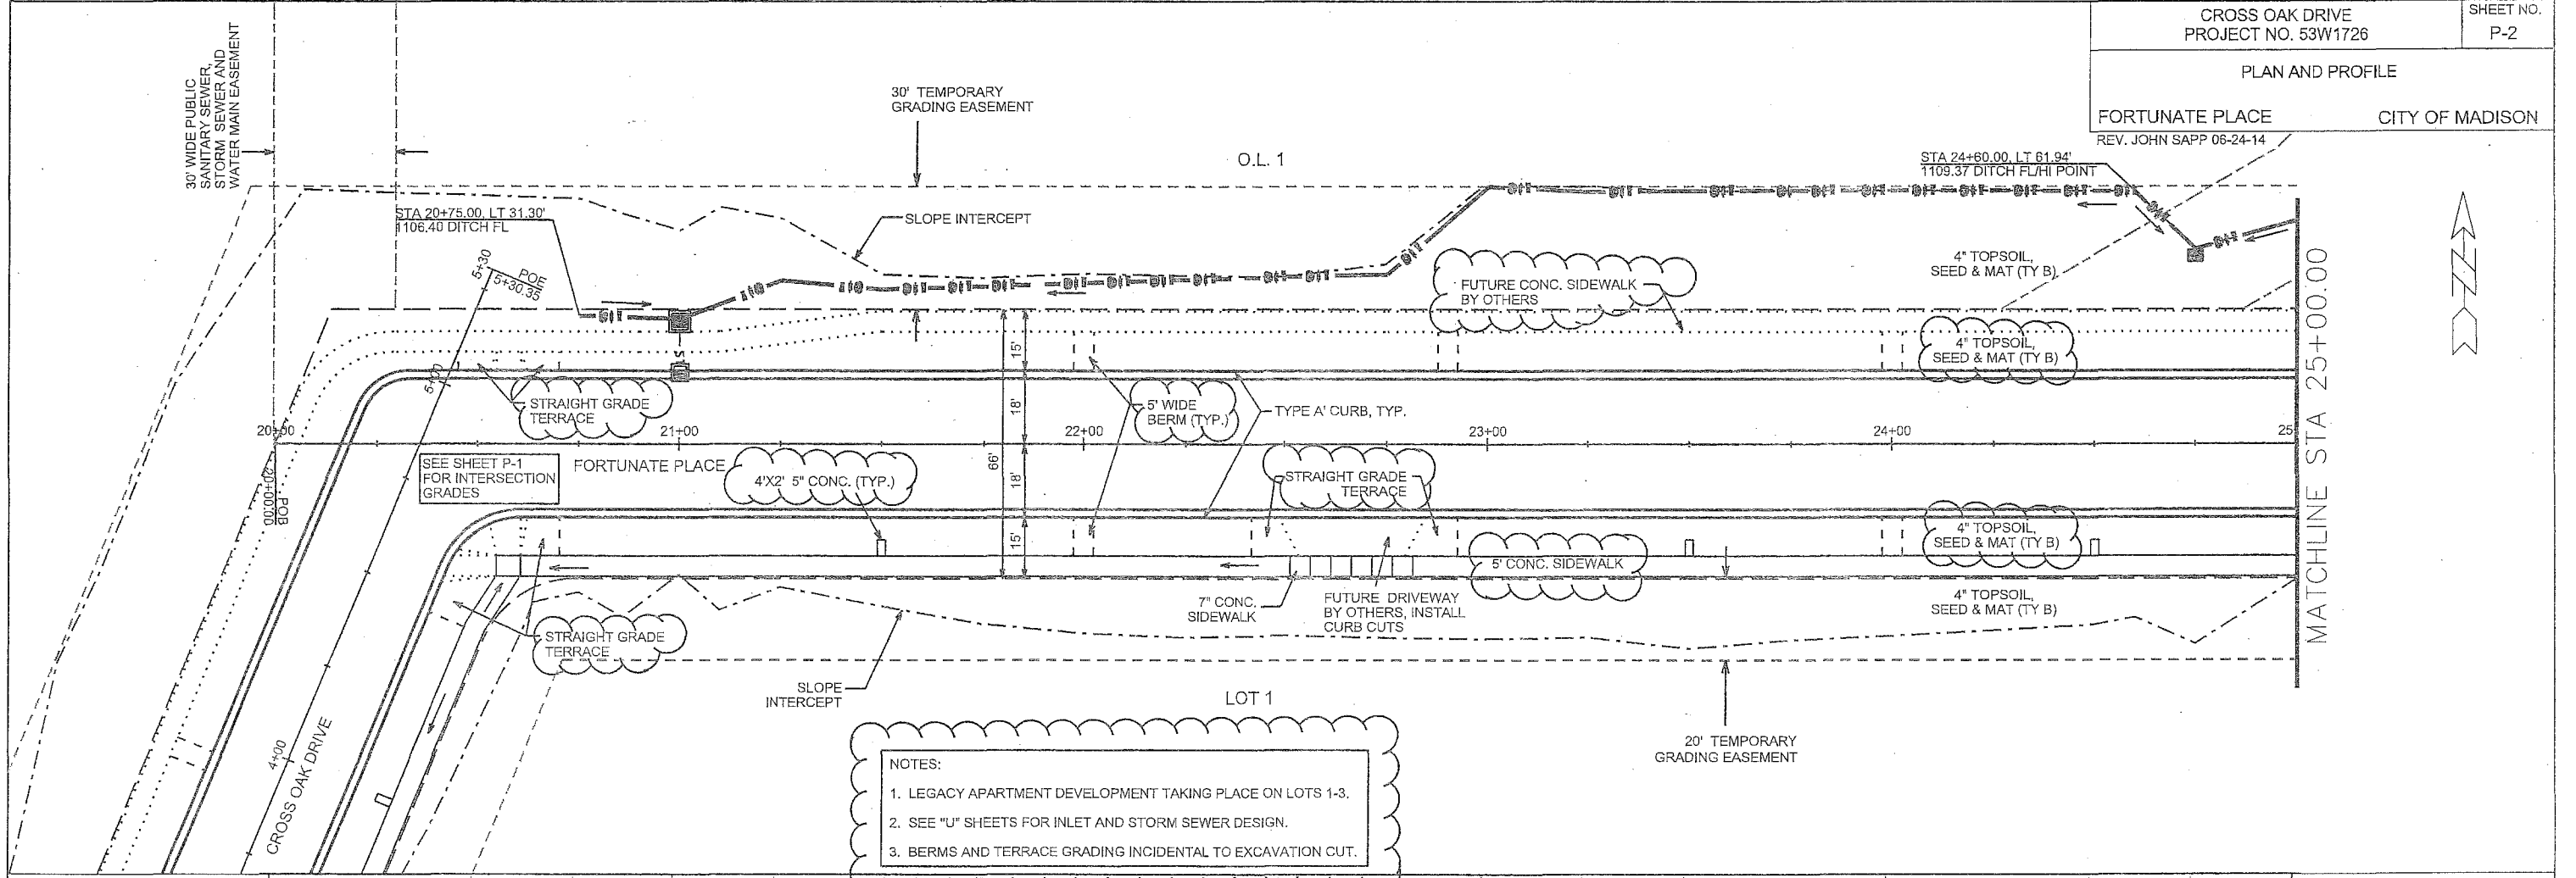 CROSS OAK DRIVE
PROJECT NO. 53W1726
SHEET NO.
P-2
PLAN AND PROFILE
FORTUNATE PLACE
CITY OF MADISON
REV. JOHN SAPP 06-24-14
30' WIDE PUBLIC
SANITARY SEWER,
STORM SEWER AND
WATER MAIN EASEMENT
30' TEMPORARY
GRADING EASEMENT
O.L. 1
STA 24+60.00, LT 61.94'
1109.37 DITCH FL/HI POINT
STA 20+75.00, LT 31.30'
1106.40 DITCH FL
SLOPE INTERCEPT
5+30
POE
5+30.35
4" TOPSOIL,
SEED & MAT (TY B)
FUTURE CONC. SIDEWALK
BY OTHERS
4" TOPSOIL,
SEED & MAT (TY B)
MATCHLINE STA 25+00.00
15'
18'
66'
18'
15'
5+00
STRAIGHT GRADE
TERRACE
5' WIDE
BERM (TYP.)
TYPE A' CURB, TYP.
20+00
21+00
22+00
23+00
24+00
25
20+00.00
POB
SEE SHEET P-1
FOR INTERSECTION
GRADES
FORTUNATE PLACE
4'X2' 5" CONC. (TYP.)
STRAIGHT GRADE
TERRACE
4" TOPSOIL,
SEED & MAT (TY B)
5' CONC. SIDEWALK
7" CONC.
SIDEWALK
FUTURE DRIVEWAY
BY OTHERS, INSTALL
CURB CUTS
4" TOPSOIL,
SEED & MAT (TY B)
STRAIGHT GRADE
TERRACE
SLOPE
INTERCEPT
LOT 1
20' TEMPORARY
GRADING EASEMENT
4+00
CROSS OAK DRIVE
NOTES:
1. LEGACY APARTMENT DEVELOPMENT TAKING PLACE ON LOTS 1-3.
2. SEE "U" SHEETS FOR INLET AND STORM SEWER DESIGN.
3. BERMS AND TERRACE GRADING INCIDENTAL TO EXCAVATION CUT.